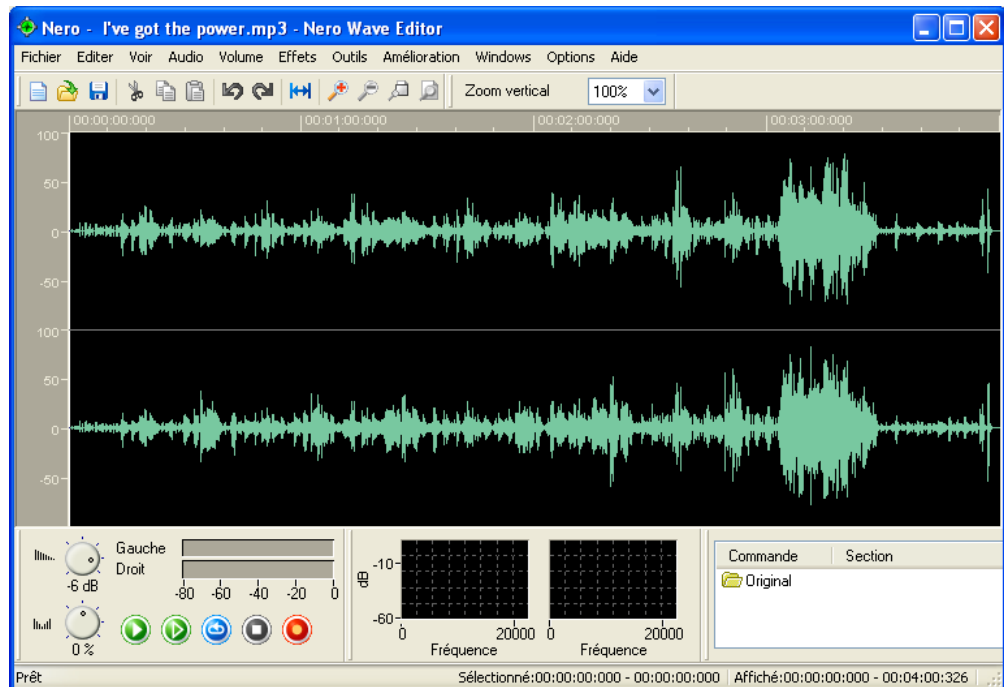 Nero - I've got the power.mp3 - Nero Wave Editor
Fichier Editer Voir Audio Volume Effets Outils Amélioration Windows Options Aide
Zoom vertical 100%
00:00:00:000 00:01:00:000 00:02:00:000 00:03:00:000
100
50
0
-50
100
50
0
-50
Gauche
Droit
-80 -60 -40 -20 0
-6 dB
0 %
dB
-10
-60
0 20000
Fréquence
0 20000
Fréquence
Commande Section
Original
Prêt Sélectionné:00:00:00:000 - 00:00:00:000 Affiché:00:00:00:000 - 00:04:00:326